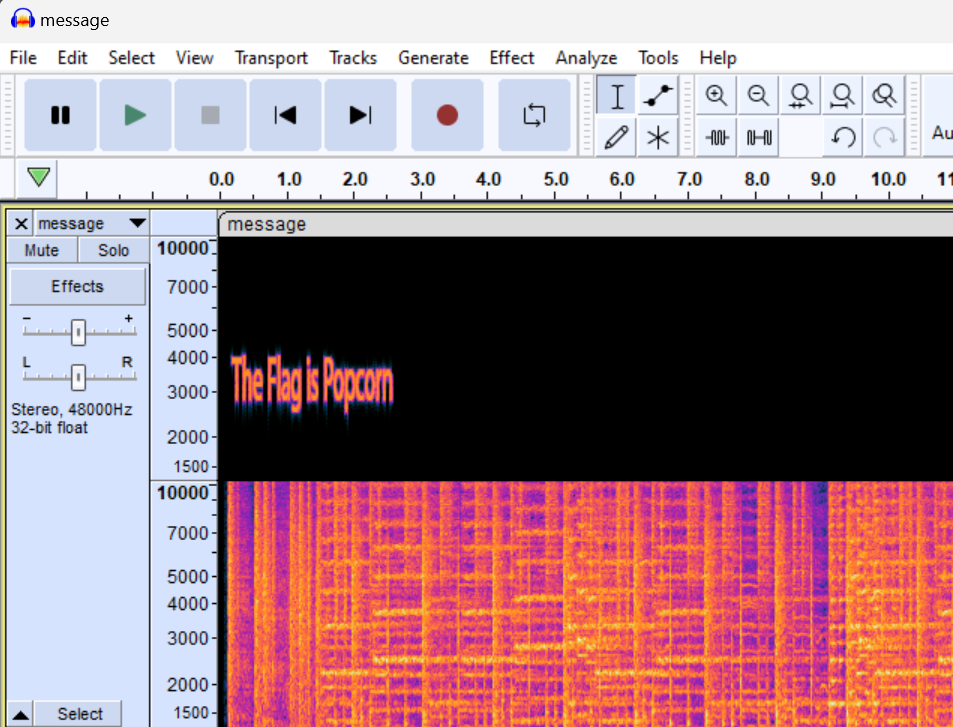 message
File Edit Select View Transport Tracks Generate Effect Analyze Tools Help
0.0 1.0 2.0 3.0 4.0 5.0 6.0 7.0 8.0 9.0 10.0
message
message
Mute Solo
Effects
- +
L R
Stereo, 48000Hz
32-bit float
Select
10000
7000
5000
4000
3000
2000
1500
The Flag is Popcorn
10000
7000
5000
4000
3000
2000
1500